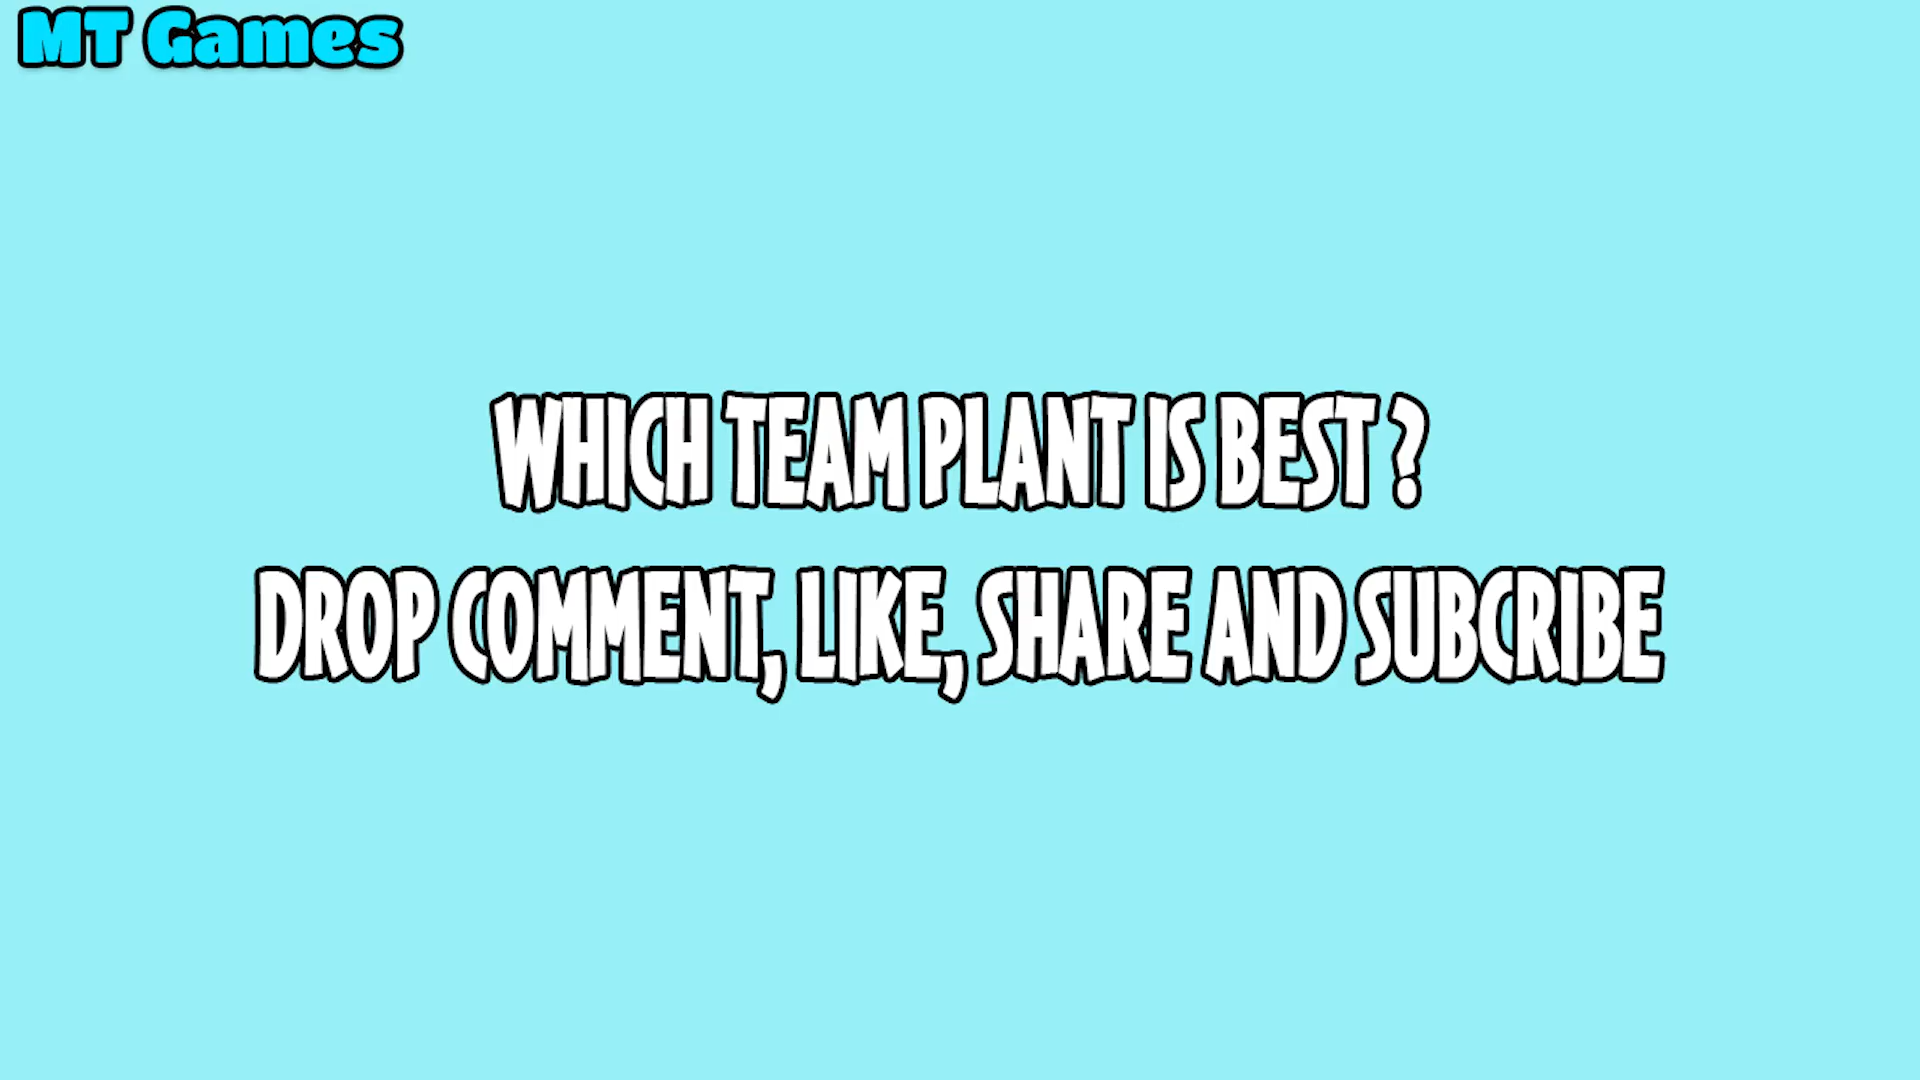 MT Games
WHICH TEAM PLANT IS BEST ?
DROP COMMENT, LIKE, SHARE AND SUBCRIBE